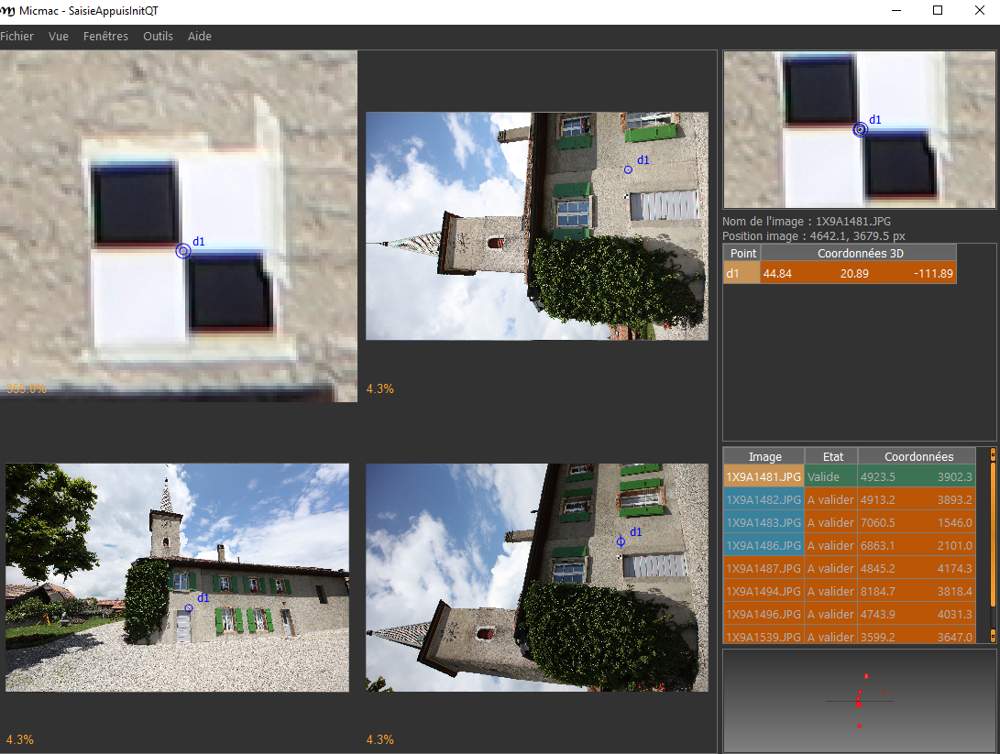 Micmac - SaisieAppuisInitQT
Fichier Vue Fenêtres Outils Aide
d1
355.0%
d1
4.3%
d1
4.3%
d1
4.3%
d1
Nom de l'image : 1X9A1481.JPG
Position image : 4642.1, 3679.5 px
Point Coordonnées 3D
d1 44.84 20.89 -111.89
Image Etat Coordonnées
1X9A1481.JPG Valide 4923.5 3902.3
1X9A1482.JPG A valider 4913.2 3893.2
1X9A1483.JPG A valider 7060.5 1546.0
1X9A1486.JPG A valider 6863.1 2101.0
1X9A1487.JPG A valider 4845.2 4174.3
1X9A1494.JPG A valider 8184.7 3818.4
1X9A1496.JPG A valider 4743.9 4031.3
1X9A1539.JPG A valider 3599.2 3647.0